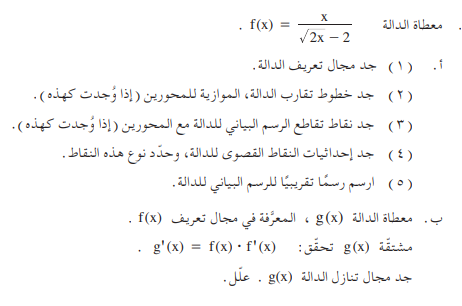 . معطاة الدالة f(x) = x / √(2x − 2) .
أ. (١) جد مجال تعريف الدالة.
(٢) جد خطوط تقارب الدالة، الموازية للمحورين (إذا وُجدت كهذه).
(٣) جد نقاط تقاطع الرسم البياني للدالة مع المحورين (إذا وُجدت كهذه).
(٤) جد إحداثيات النقاط القصوى للدالة، وحدّد نوع هذه النقاط.
(٥) ارسم رسمًا تقريبيًا للرسم البياني للدالة.
ب. معطاة الدالة g(x) ، المعرَّفة في مجال تعريف f(x) .
مشتقّة g(x) تحقّق: g'(x) = f(x) · f'(x) .
جد مجال تنازل الدالة g(x) . علّل.